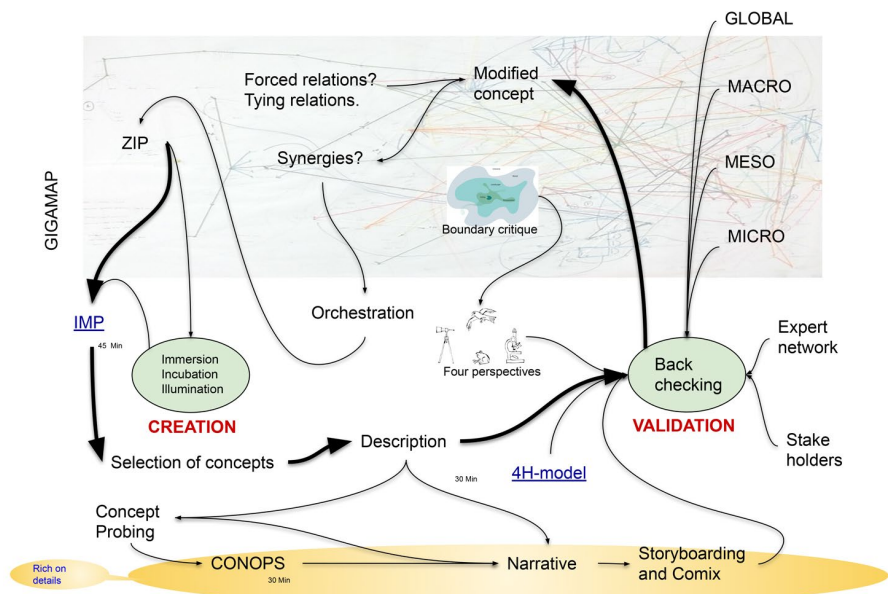 GLOBAL
Forced relations?
Tying relations.
Modified
concept
MACRO
ZIP
Synergies?
MESO
GIGAMAP
Boundary critique
MICRO
Orchestration
IMP
45 Min
Expert
network
Immersion
Incubation
Illumination
Four perspectives
Back
checking
CREATION
VALIDATION
Description
Stake
holders
Selection of concepts
30 Min
4H-model
Concept
Probing
CONOPS
30 Min
Narrative
Storyboarding
and Comix
Rich on
details